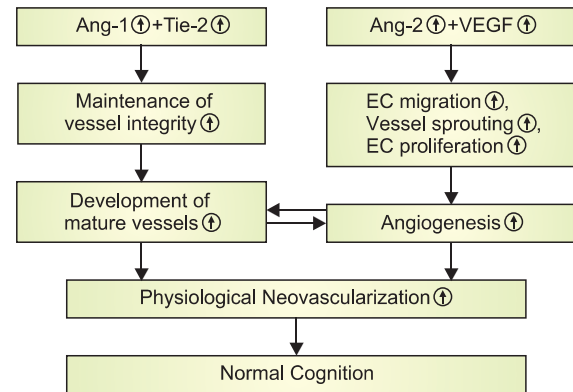 Ang-1↑+Tie-2↑
Ang-2↑+VEGF↑
Maintenance of
vessel integrity↑
EC migration↑,
Vessel sprouting↑,
EC proliferation↑
Development of
mature vessels↑
Angiogenesis↑
Physiological Neovascularization↑
Normal Cognition